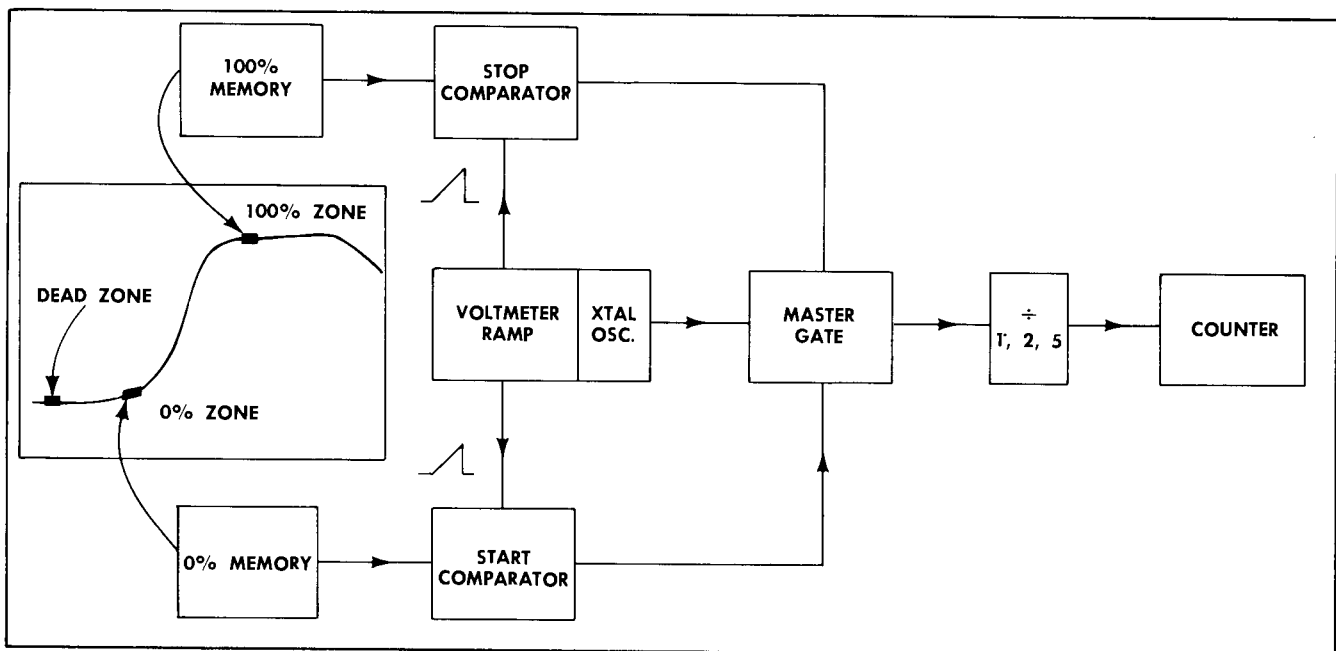 100%
MEMORY
STOP
COMPARATOR
100% ZONE
DEAD ZONE
0% ZONE
VOLTMETER
RAMP
XTAL
OSC.
MASTER
GATE
÷
1, 2, 5
COUNTER
0% MEMORY
START
COMPARATOR